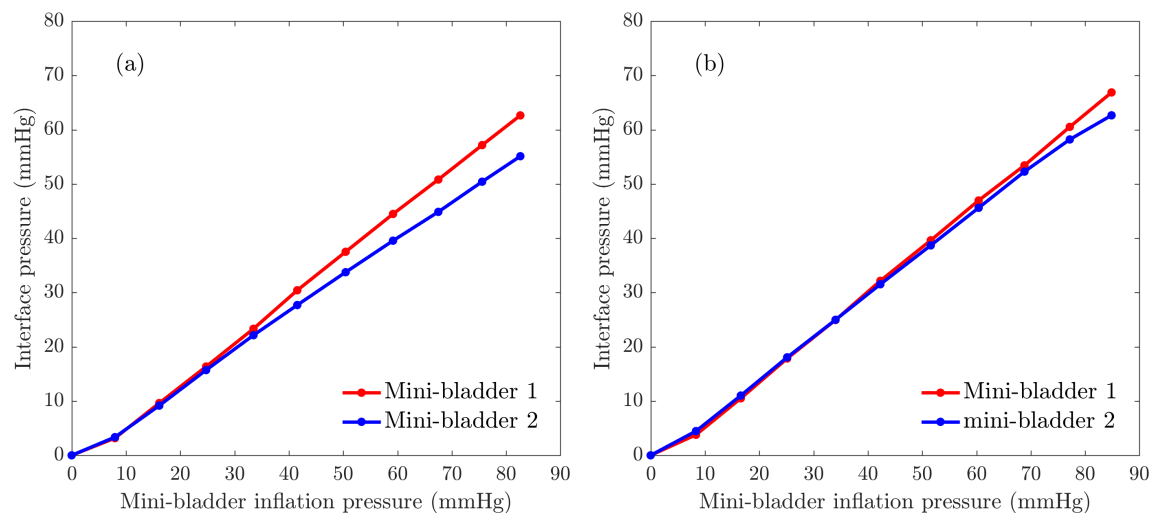 80
70
60
50
40
30
20
10
0
Interface pressure (mmHg)
(a)
Mini-bladder 1
Mini-bladder 2
0 10 20 30 40 50 60 70 80 90
Mini-bladder inflation pressure (mmHg)
80
70
60
50
40
30
20
10
0
Interface pressure (mmHg)
(b)
Mini-bladder 1
mini-bladder 2
0 10 20 30 40 50 60 70 80 90
Mini-bladder inflation pressure (mmHg)